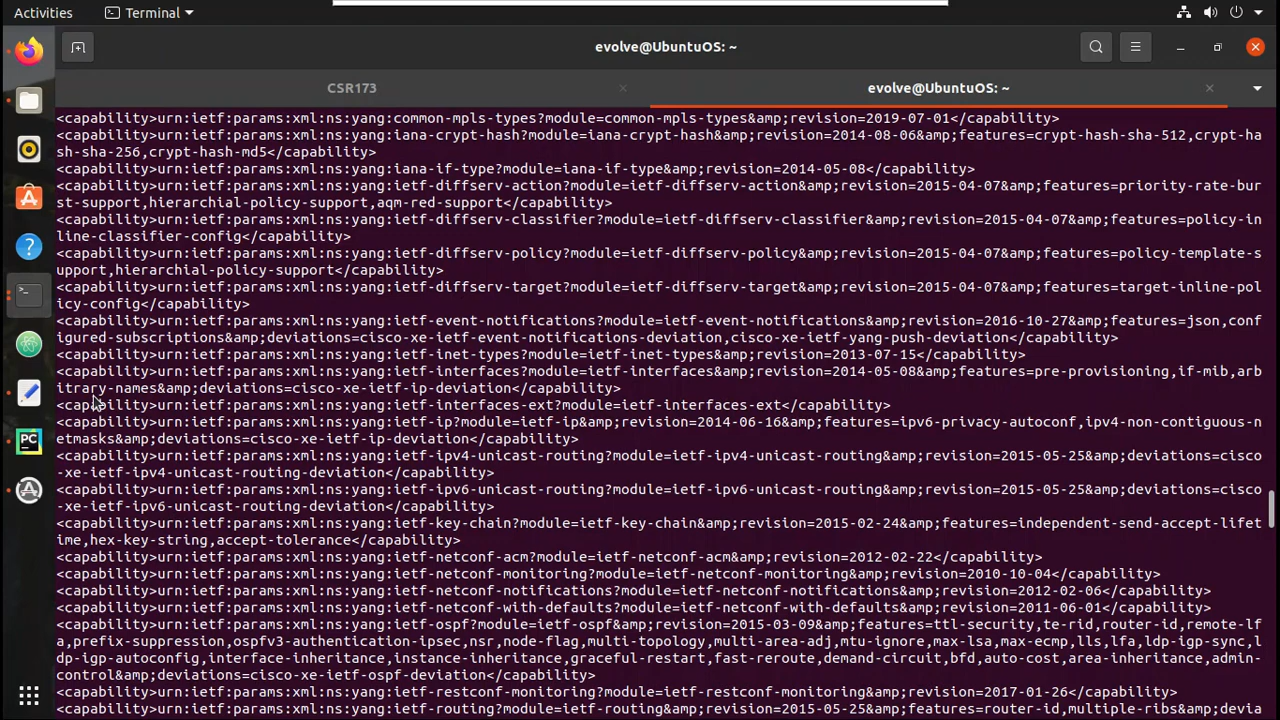 Activities
Terminal
evolve@UbuntuOS: ~
CSR173
evolve@UbuntuOS: ~
<capability>urn:ietf:params:xml:ns:yang:common-mpls-types?module=common-mpls-types&amp;revision=2019-07-01</capability>
<capability>urn:ietf:params:xml:ns:yang:iana-crypt-hash?module=iana-crypt-hash&amp;revision=2014-08-06&amp;features=crypt-hash-sha-512,crypt-ha
sh-sha-256,crypt-hash-md5</capability>
<capability>urn:ietf:params:xml:ns:yang:iana-if-type?module=iana-if-type&amp;revision=2014-05-08</capability>
<capability>urn:ietf:params:xml:ns:yang:ietf-diffserv-action?module=ietf-diffserv-action&amp;revision=2015-04-07&amp;features=priority-rate-bur
st-support,hierarchial-policy-support,aqm-red-support</capability>
<capability>urn:ietf:params:xml:ns:yang:ietf-diffserv-classifier?module=ietf-diffserv-classifier&amp;revision=2015-04-07&amp;features=policy-in
line-classifier-config</capability>
<capability>urn:ietf:params:xml:ns:yang:ietf-diffserv-policy?module=ietf-diffserv-policy&amp;revision=2015-04-07&amp;features=policy-template-s
upport,hierarchial-policy-support</capability>
<capability>urn:ietf:params:xml:ns:yang:ietf-diffserv-target?module=ietf-diffserv-target&amp;revision=2015-04-07&amp;features=target-inline-pol
icy-config</capability>
<capability>urn:ietf:params:xml:ns:yang:ietf-event-notifications?module=ietf-event-notifications&amp;revision=2016-10-27&amp;features=json,conf
igured-subscriptions&amp;deviations=cisco-xe-ietf-event-notifications-deviation,cisco-xe-ietf-yang-push-deviation</capability>
<capability>urn:ietf:params:xml:ns:yang:ietf-inet-types?module=ietf-inet-types&amp;revision=2013-07-15</capability>
<capability>urn:ietf:params:xml:ns:yang:ietf-interfaces?module=ietf-interfaces&amp;revision=2014-05-08&amp;features=pre-provisioning,if-mib,arb
itrary-names&amp;deviations=cisco-xe-ietf-ip-deviation</capability>
<capability>urn:ietf:params:xml:ns:yang:ietf-interfaces-ext?module=ietf-interfaces-ext</capability>
<capability>urn:ietf:params:xml:ns:yang:ietf-ip?module=ietf-ip&amp;revision=2014-06-16&amp;features=ipv6-privacy-autoconf,ipv4-non-contiguous-n
etmasks&amp;deviations=cisco-xe-ietf-ip-deviation</capability>
<capability>urn:ietf:params:xml:ns:yang:ietf-ipv4-unicast-routing?module=ietf-ipv4-unicast-routing&amp;revision=2015-05-25&amp;deviations=cisco
-xe-ietf-ipv4-unicast-routing-deviation</capability>
<capability>urn:ietf:params:xml:ns:yang:ietf-ipv6-unicast-routing?module=ietf-ipv6-unicast-routing&amp;revision=2015-05-25&amp;deviations=cisco
-xe-ietf-ipv6-unicast-routing-deviation</capability>
<capability>urn:ietf:params:xml:ns:yang:ietf-key-chain?module=ietf-key-chain&amp;revision=2015-02-24&amp;features=independent-send-accept-lifet
ime,hex-key-string,accept-tolerance</capability>
<capability>urn:ietf:params:xml:ns:yang:ietf-netconf-acm?module=ietf-netconf-acm&amp;revision=2012-02-22</capability>
<capability>urn:ietf:params:xml:ns:yang:ietf-netconf-monitoring?module=ietf-netconf-monitoring&amp;revision=2010-10-04</capability>
<capability>urn:ietf:params:xml:ns:yang:ietf-netconf-notifications?module=ietf-netconf-notifications&amp;revision=2012-02-06</capability>
<capability>urn:ietf:params:xml:ns:yang:ietf-netconf-with-defaults?module=ietf-netconf-with-defaults&amp;revision=2011-06-01</capability>
<capability>urn:ietf:params:xml:ns:yang:ietf-ospf?module=ietf-ospf&amp;revision=2015-03-09&amp;features=ttl-security,te-rid,router-id,remote-lf
a,prefix-suppression,ospfv3-authentication-ipsec,nsr,node-flag,multi-topology,multi-area-adj,mtu-ignore,max-lsa,max-ecmp,lls,lfa,ldp-igp-sync,l
dp-igp-autoconfig,interface-inheritance,instance-inheritance,graceful-restart,fast-reroute,demand-circuit,bfd,auto-cost,area-inheritance,admin-
control&amp;deviations=cisco-xe-ietf-ospf-deviation</capability>
<capability>urn:ietf:params:xml:ns:yang:ietf-restconf-monitoring?module=ietf-restconf-monitoring&amp;revision=2017-01-26</capability>
<capability>urn:ietf:params:xml:ns:yang:ietf-routing?module=ietf-routing&amp;revision=2015-05-25&amp;features=router-id,multiple-ribs&amp;devia